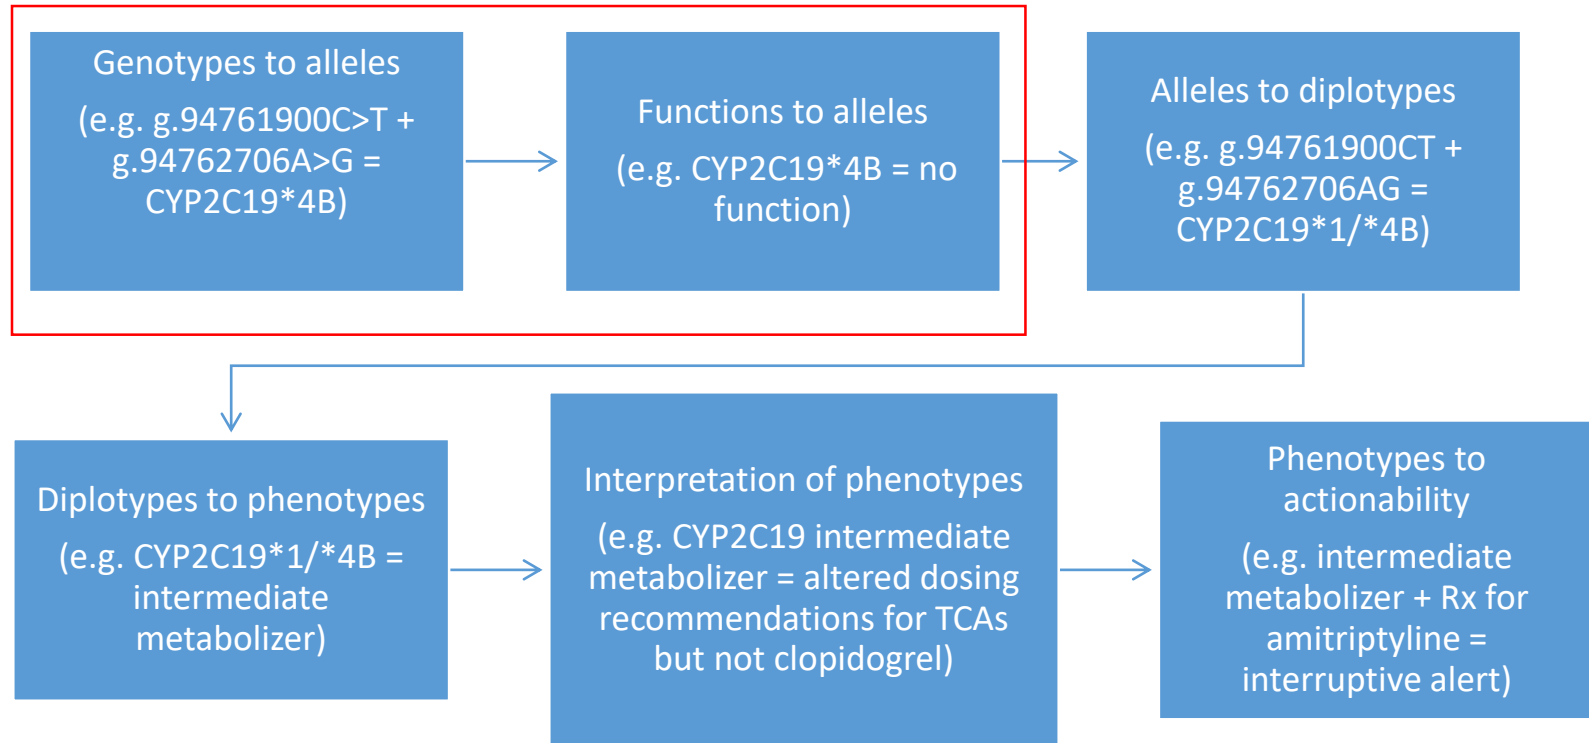 Genotypes to alleles
(e.g. g.94761900C>T +
g.94762706A>G =
CYP2C19*4B)
Functions to alleles
(e.g. CYP2C19*4B = no
function)
Alleles to diplotypes
(e.g. g.94761900CT +
g.94762706AG =
CYP2C19*1/*4B)
Diplotypes to phenotypes
(e.g. CYP2C19*1/*4B =
intermediate
metabolizer)
Interpretation of phenotypes
(e.g. CYP2C19 intermediate
metabolizer = altered dosing
recommendations for TCAs
but not clopidogrel)
Phenotypes to
actionability
(e.g. intermediate
metabolizer + Rx for
amitriptyline =
interruptive alert)